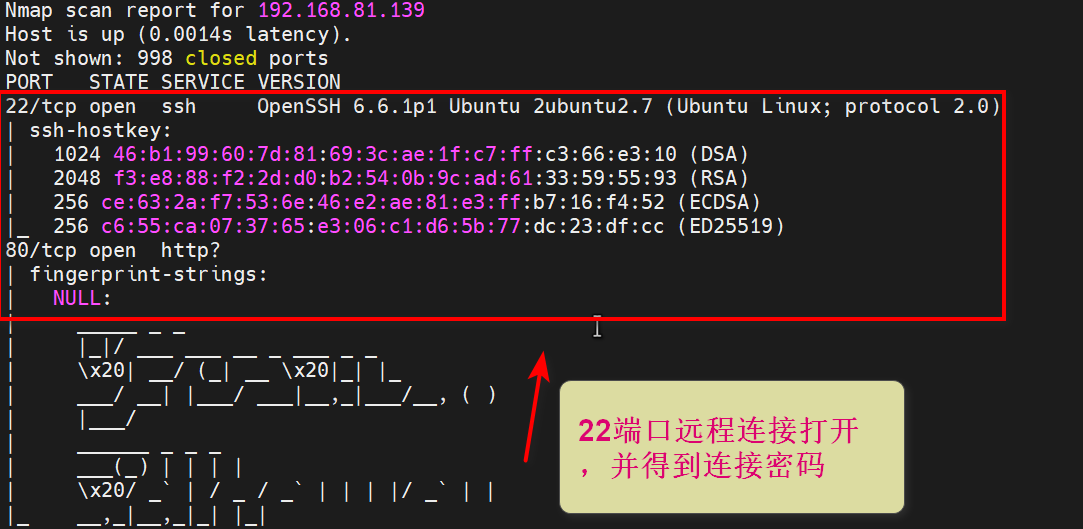 Nmap scan report for 192.168.81.139
Host is up (0.0014s latency).
Not shown: 998 closed ports
PORT   STATE SERVICE VERSION
22/tcp open  ssh     OpenSSH 6.6.1p1 Ubuntu 2ubuntu2.7 (Ubuntu Linux; protocol 2.0)
| ssh-hostkey:
|   1024 46:b1:99:60:7d:81:69:3c:ae:1f:c7:ff:c3:66:e3:10 (DSA)
|   2048 f3:e8:88:f2:2d:d0:b2:54:0b:9c:ad:61:33:59:55:93 (RSA)
|   256 ce:63:2a:f7:53:6e:46:e2:ae:81:e3:ff:b7:16:f4:52 (ECDSA)
|_  256 c6:55:ca:07:37:65:e3:06:c1:d6:5b:77:dc:23:df:cc (ED25519)
80/tcp open  http?
| fingerprint-strings:
|   NULL:
|     _____ _ _
|     |_|/ ___ ___ __ _ ___ _ _
|     \x20| __/ (_| __ \x20|_| |_
|     ___/ __| |___/ ___|__,_|___/__, ( )
|     |___/
|     ______ _ _ _
|     ___(_) | | | |
|     \x20/ _` | / _ / _` | | | |/ _` | |
|_    __,_|__,_|_| |_|
22端口远程连接打开
，并得到连接密码